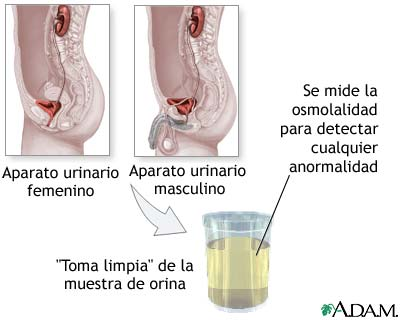 Se mide la
osmolalidad
para detectar
cualquier
anormalidad
Aparato urinario
femenino
Aparato urinario
masculino
"Toma limpia" de la
muestra de orina
ADAM.